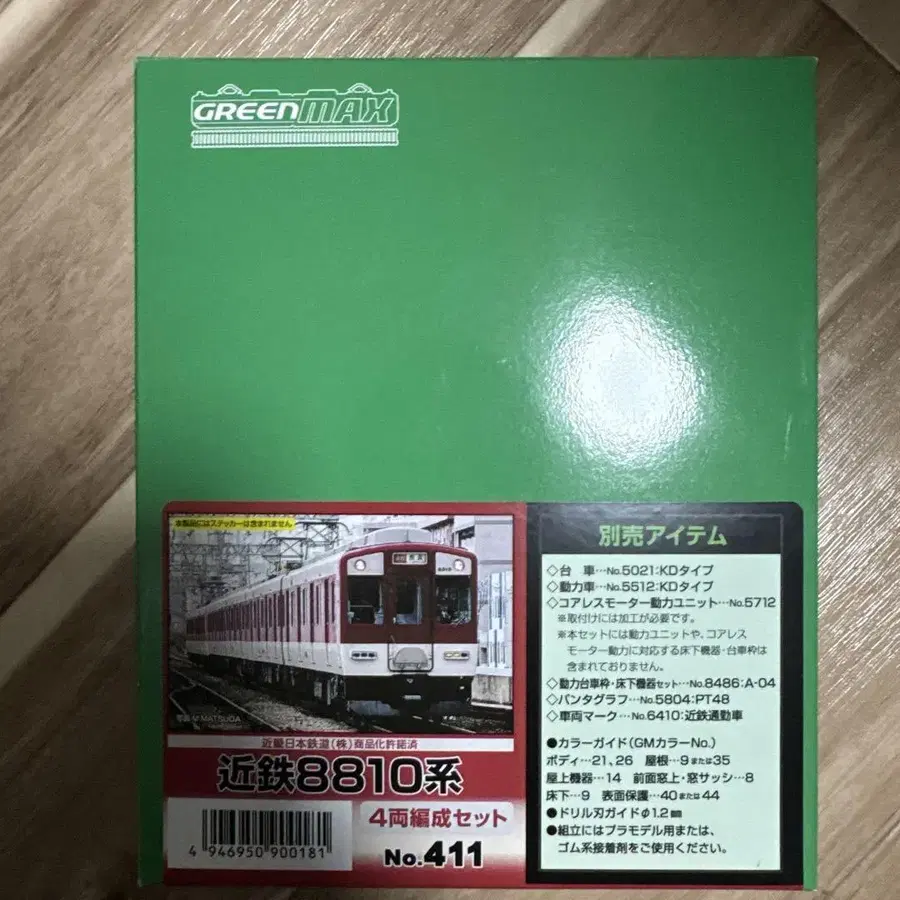 GREENMAX
本製品にはステッカーは含まれません
写真:M.MATSUDA
近畿日本鉄道(株)商品化許諾済
近鉄8810系
4両編成セット
No.411
4 946950 900181
別売アイテム
◇台 車…No.5021:KDタイプ
◇動力車…No.5512:KDタイプ
◇コアレスモーター動力ユニット…No.5712
※取付けには加工が必要です。
※本セットには動力ユニットや、コアレス
モーター動力に対応する床下機器・台車枠は
含まれておりません。
◇動力台車枠・床下機器セット…No.8486:A-04
◇パンタグラフ…No.5804:PT48
◇車両マーク…No.6410:近鉄通勤車
●カラーガイド(GMカラーNo.)
ボディ…21、26 屋根…9または35
屋上機器…14 前面窓上・窓サッシ…8
床下…9 表面保護…40または44
●ドリル刃ガイドφ1.2㎜
●組立にはプラモデル用または、
ゴム系接着剤をご使用ください。